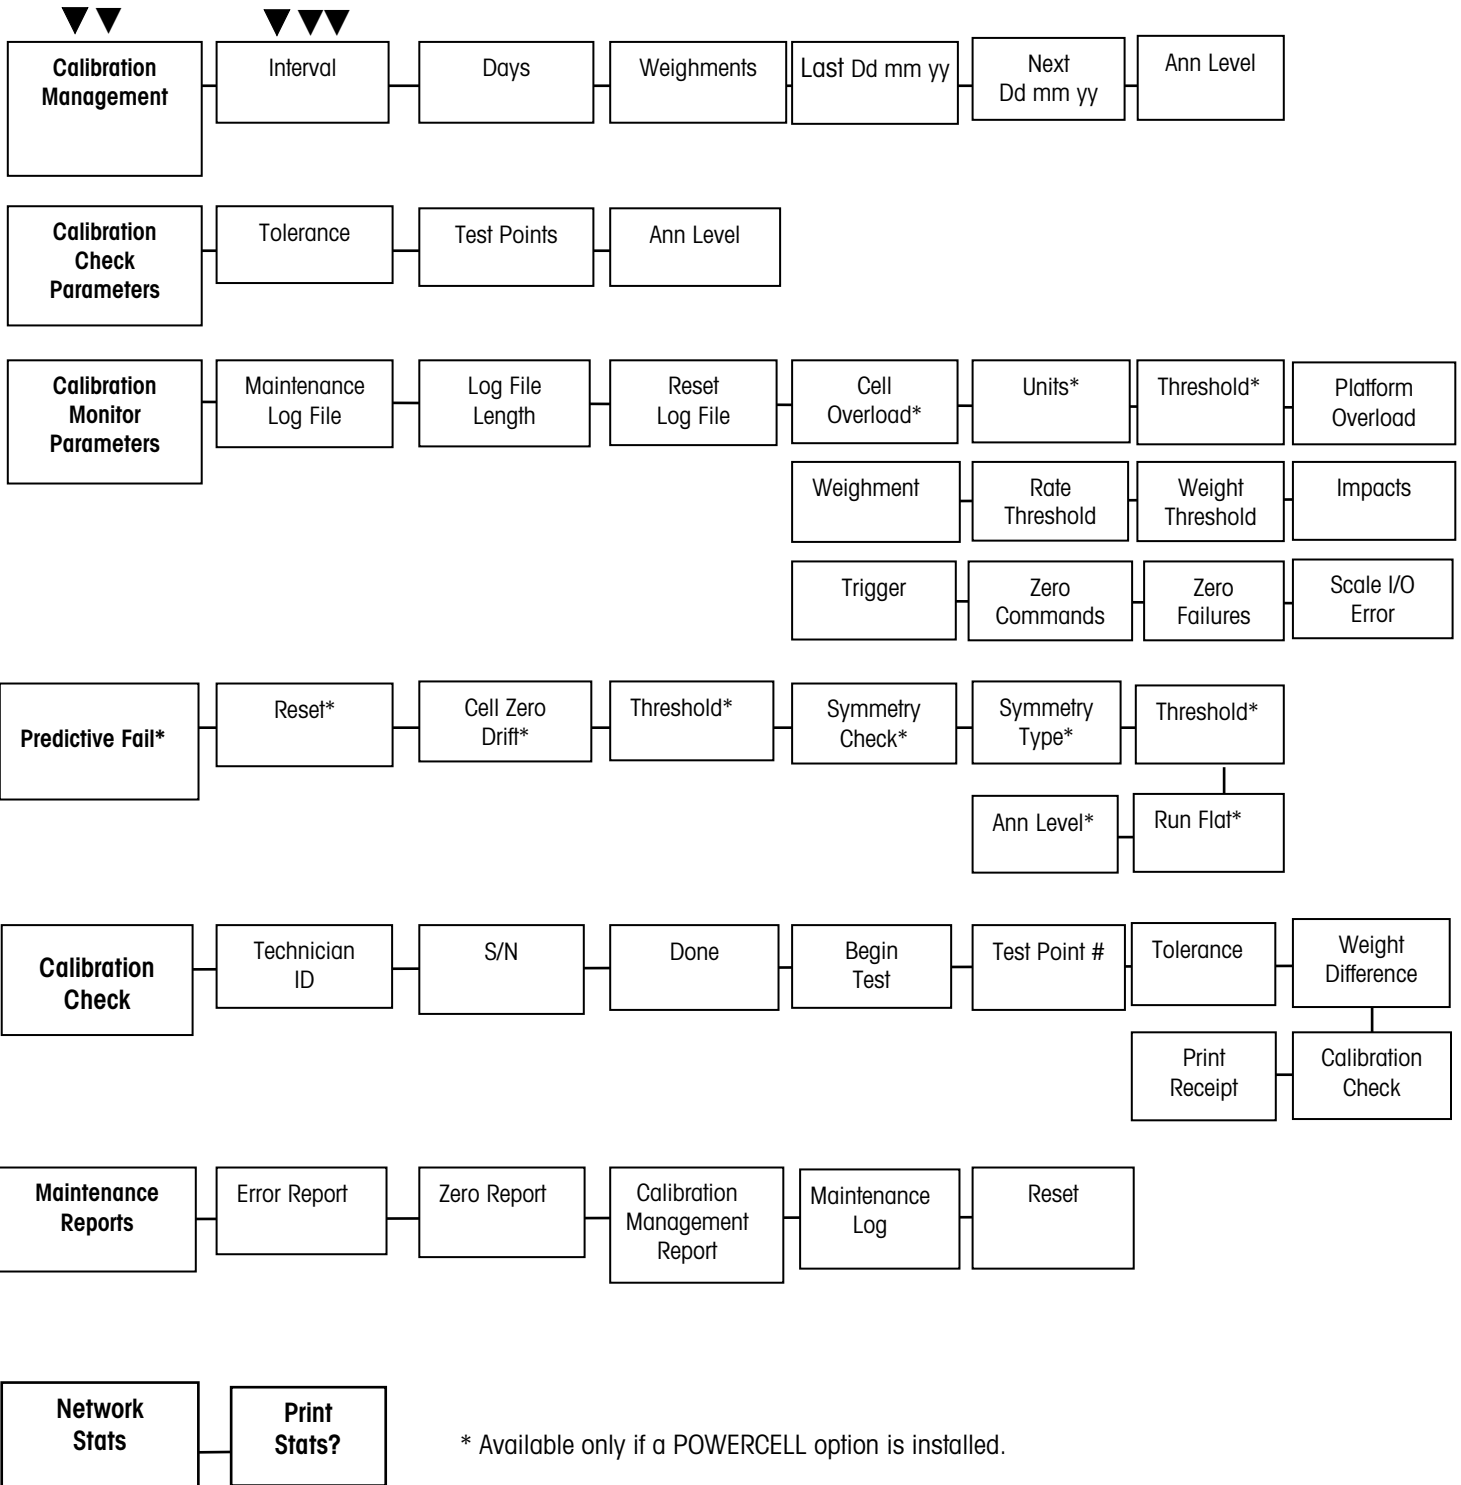 Calibration
Management
Interval
Days
Weighments
Last Dd mm yy
Next
Dd mm yy
Ann Level
Calibration
Check
Parameters
Tolerance
Test Points
Ann Level
Calibration
Monitor
Parameters
Maintenance
Log File
Log File
Length
Reset
Log File
Cell
Overload*
Units*
Threshold*
Platform
Overload
Weighment
Rate
Threshold
Weight
Threshold
Impacts
Trigger
Zero
Commands
Zero
Failures
Scale I/O
Error
Predictive Fail*
Reset*
Cell Zero
Drift*
Threshold*
Symmetry
Check*
Symmetry
Type*
Threshold*
Ann Level*
Run Flat*
Calibration
Check
Technician
ID
S/N
Done
Begin
Test
Test Point #
Tolerance
Weight
Difference
Print
Receipt
Calibration
Check
Maintenance
Reports
Error Report
Zero Report
Calibration
Management
Report
Maintenance
Log
Reset
Network
Stats
Print
Stats?
* Available only if a POWERCELL option is installed.